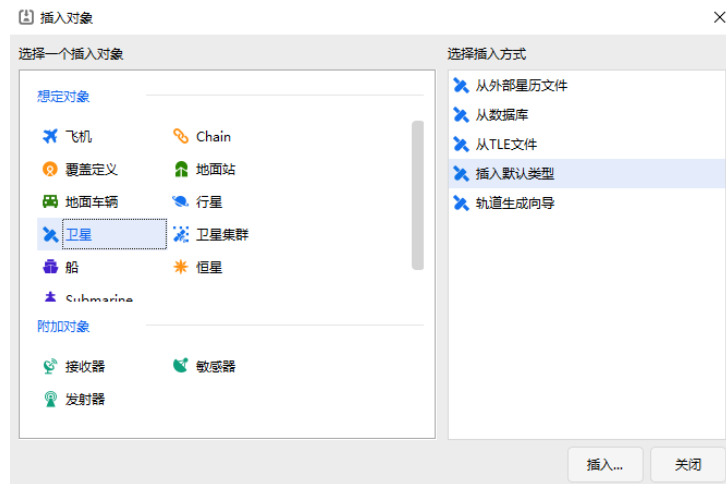 插入对象
选择一个插入对象
想定对象
飞机
Chain
覆盖定义
地面站
地面车辆
行星
卫星
卫星集群
船
恒星
Submarine
附加对象
接收器
敏感器
发射器
选择插入方式
从外部星历文件
从数据库
从TLE文件
插入默认类型
轨道生成向导
插入...
关闭